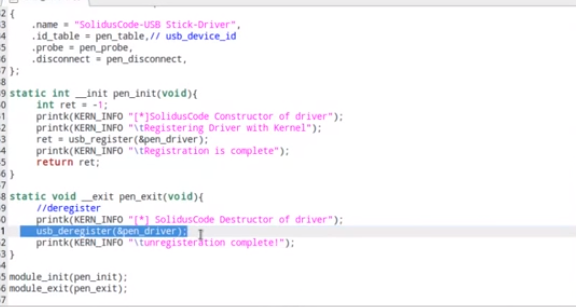 2 {
3 .name = "SolidusCode-USB Stick-Driver",
4 .id_table = pen_table,// usb_device_id
5 .probe = pen_probe,
6 .disconnect = pen_disconnect,
7 };
8
9 static int __init pen_init(void){
0 int ret = -1;
1 printk(KERN_INFO "[*]SolidusCode Constructor of driver");
2 printk(KERN_INFO "\tRegistering Driver with Kernel");
3 ret = usb_register(&pen_driver);
4 printk(KERN_INFO "\tRegistration is complete");
5 return ret;
6 }
7
8 static void __exit pen_exit(void){
9 //deregister
0 printk(KERN_INFO "[*] SolidusCode Destructor of driver");
1 usb_deregister(&pen_driver);
2 printk(KERN_INFO "\tunregisteration complete!");
3 }
4
5 module_init(pen_init);
6 module_exit(pen_exit);
7